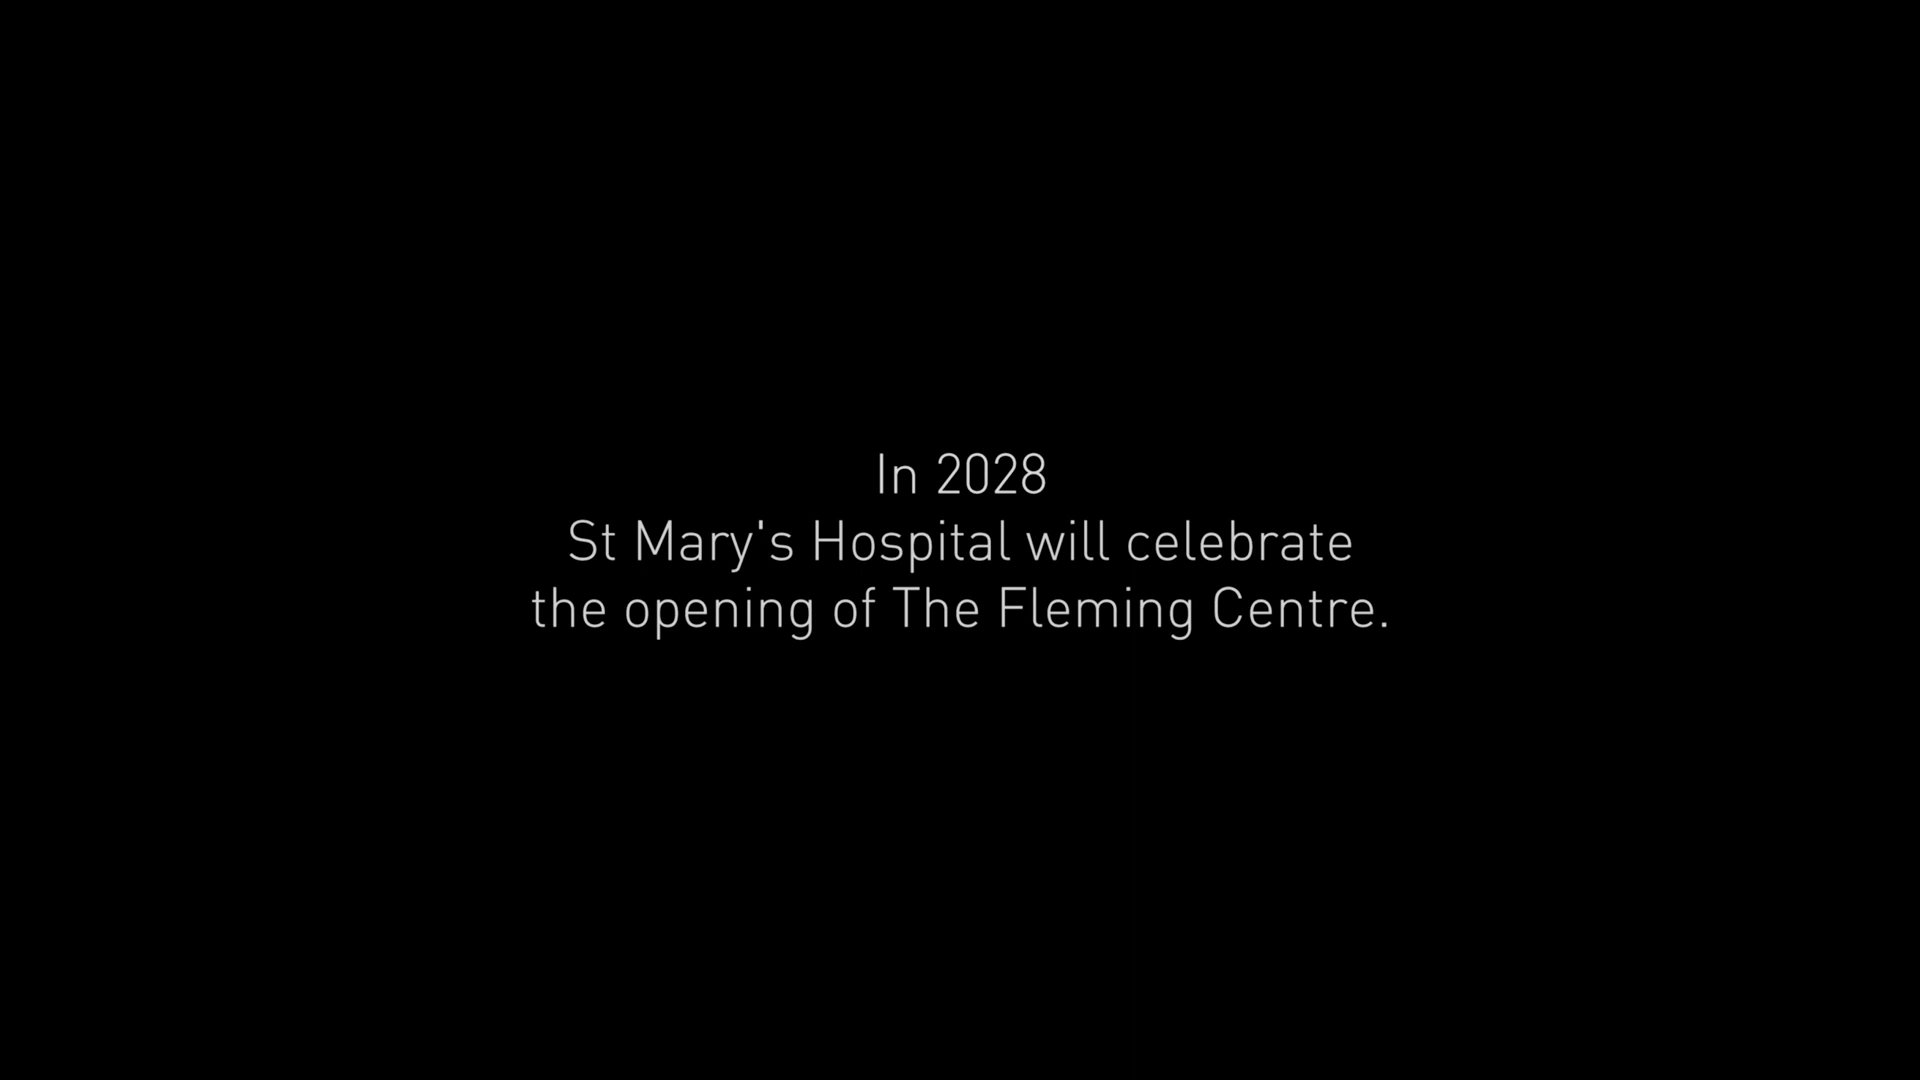 In 2028
St Mary's Hospital will celebrate
the opening of The Fleming Centre.